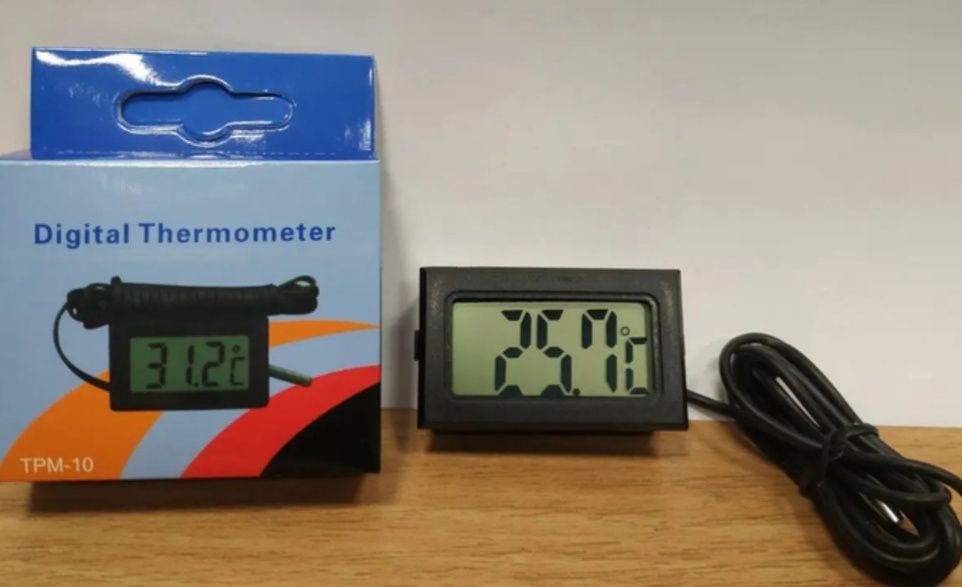 Digital Thermometer
31.2°C
TPM-10
25.7°C